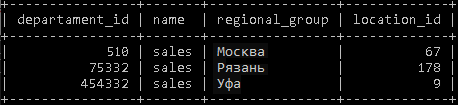 departament_id | name | regional_group | location_id
510 | sales | Москва | 67
75332 | sales | Рязань | 178
454332 | sales | Уфа | 9